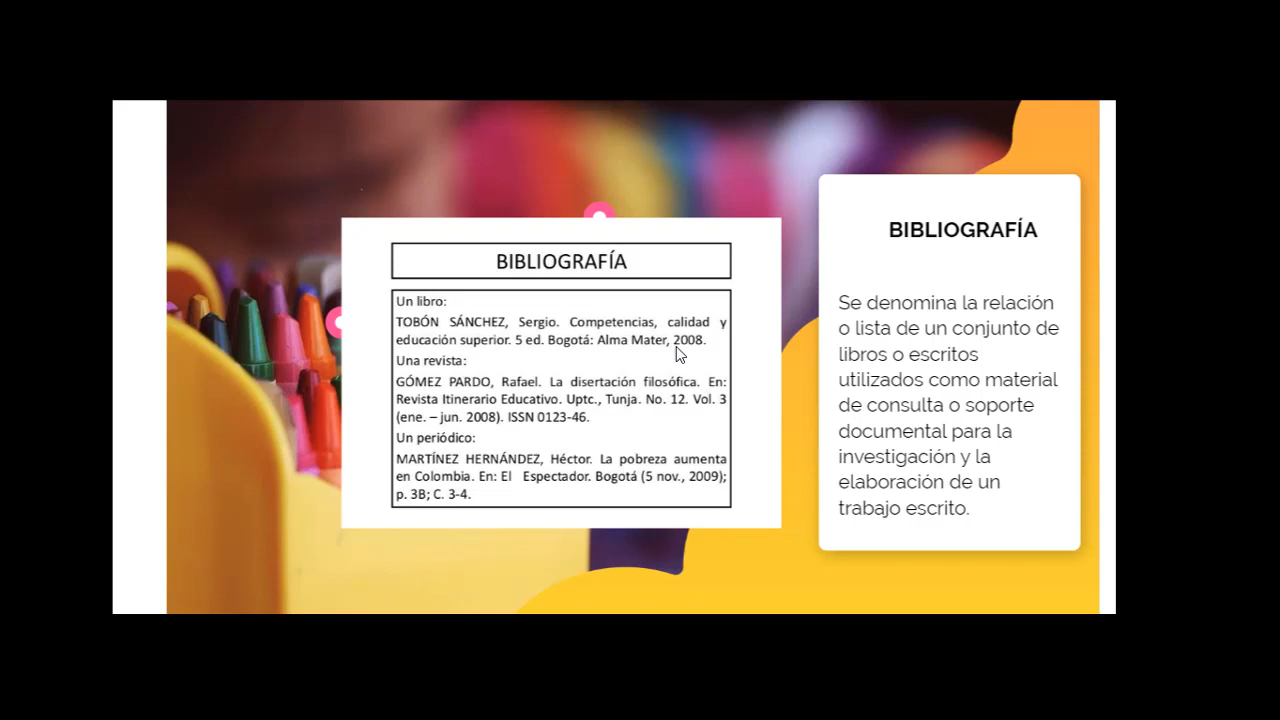 BIBLIOGRAFÍA
Un libro:
TOBÓN SÁNCHEZ, Sergio. Competencias, calidad y
educación superior. 5 ed. Bogotá: Alma Mater, 2008.
Una revista:
GÓMEZ PARDO, Rafael. La disertación filosófica. En:
Revista Itinerario Educativo. Uptc., Tunja. No. 12. Vol. 3
(ene. – jun. 2008). ISSN 0123-46.
Un periódico:
MARTÍNEZ HERNÁNDEZ, Héctor. La pobreza aumenta
en Colombia. En: El Espectador. Bogotá (5 nov., 2009);
p. 3B; C. 3-4.
BIBLIOGRAFÍA
Se denomina la relación
o lista de un conjunto de
libros o escritos
utilizados como material
de consulta o soporte
documental para la
investigación y la
elaboración de un
trabajo escrito.